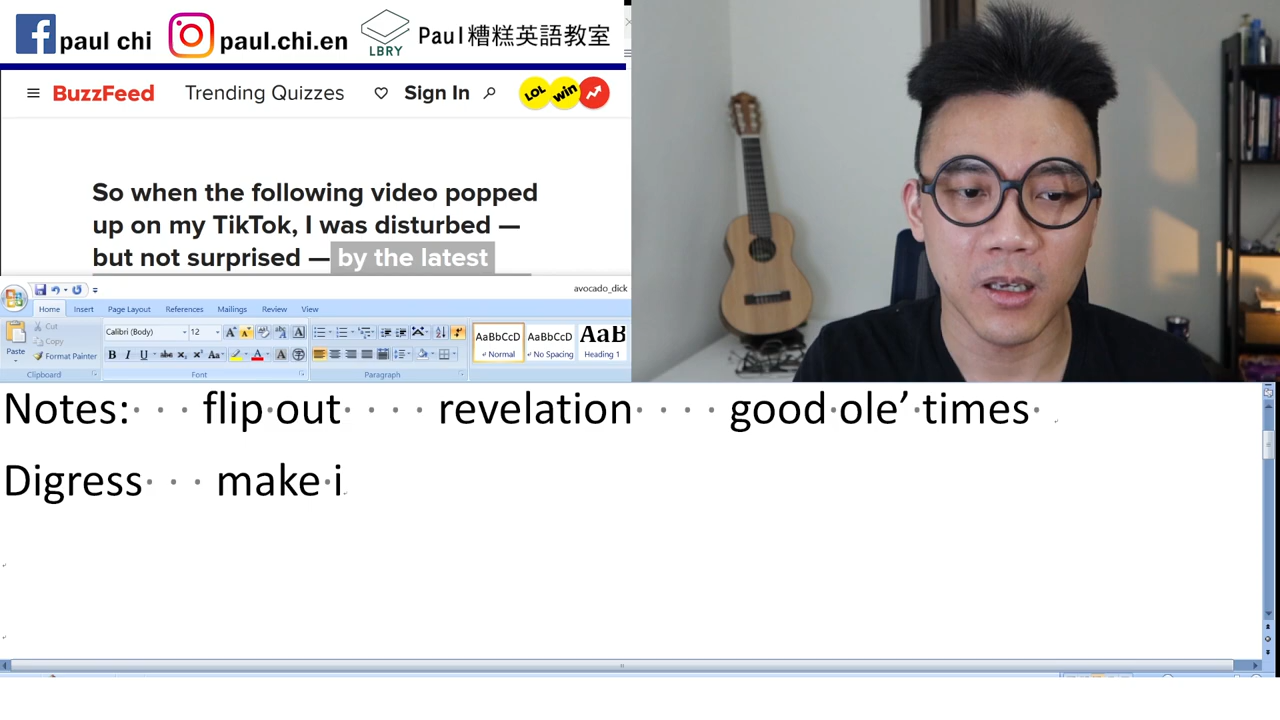 paul chi
paul.chi.en
LBRY
Paul糟糕英語教室
BuzzFeed
Trending Quizzes
Sign In
LOL
win
So when the following video popped
up on my TikTok, I was disturbed —
but not surprised — by the latest
avocado_dick
Home Insert Page Layout References Mailings Review View
Paste
Cut
Copy
Format Painter
Calibri (Body) 12
AaBbCcD
Normal
AaBbCcD
No Spacing
AaB
Heading 1
Clipboard
Font
Paragraph
Notes: flip out revelation good ole’ times
Digress make i